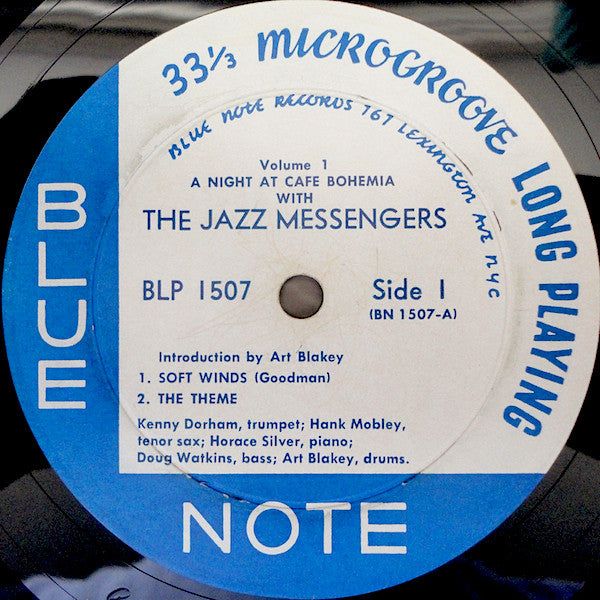 33⅓ MICROGROOVE LONG PLAYING
BLUE NOTE RECORDS 767 LEXINGTON AVE NYC
Volume 1
A NIGHT AT CAFE BOHEMIA
WITH
THE JAZZ MESSENGERS
BLP 1507
Side 1
(BN 1507-A)
Introduction by Art Blakey
1. SOFT WINDS (Goodman)
2. THE THEME
Kenny Dorham, trumpet; Hank Mobley,
tenor sax; Horace Silver, piano;
Doug Watkins, bass; Art Blakey, drums.
BLUE
NOTE